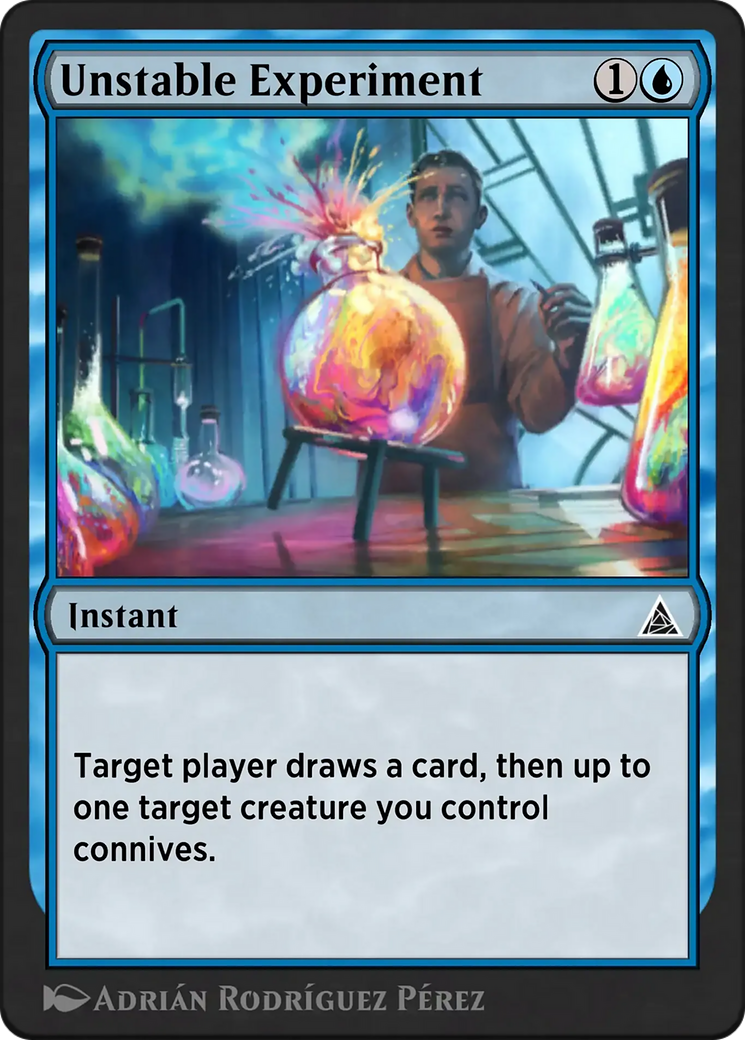 Unstable Experiment 1
Instant
Target player draws a card, then up to
one target creature you control
connives.
Adrián Rodríguez Pérez